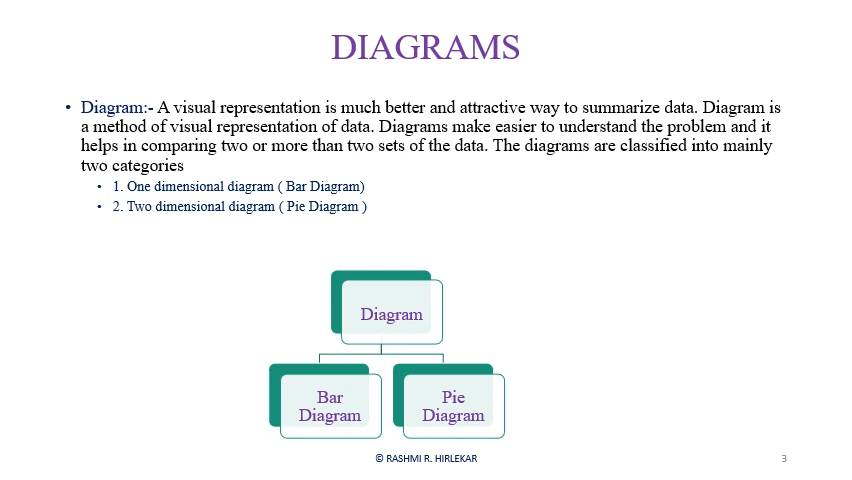 DIAGRAMS
• Diagram:- A visual representation is much better and attractive way to summarize data. Diagram is
a method of visual representation of data. Diagrams make easier to understand the problem and it
helps in comparing two or more than two sets of the data. The diagrams are classified into mainly
two categories
• 1. One dimensional diagram ( Bar Diagram)
• 2. Two dimensional diagram ( Pie Diagram )
Diagram
Bar
Diagram
Pie
Diagram
© RASHMI R. HIRLEKAR
3